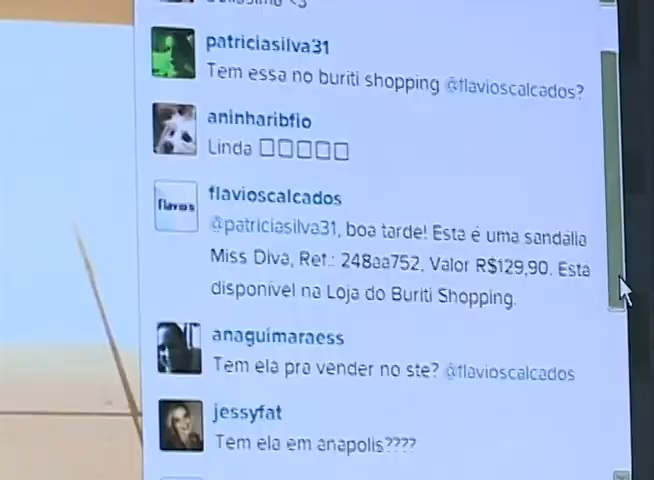 patriciasilva31
Tem essa no buriti shopping @flavioscalcados?
aninharibfio
Linda
flavios
flavioscalcados
@patriciasilva31, boa tarde! Esta é uma sandália
Miss Diva, Ref.: 248aa752, Valor R$129,90. Está
disponível na Loja do Buriti Shopping.
anaguimaraess
Tem ela pra vender no ste? @flavioscalcados
jessyfat
Tem ela em anapolis????